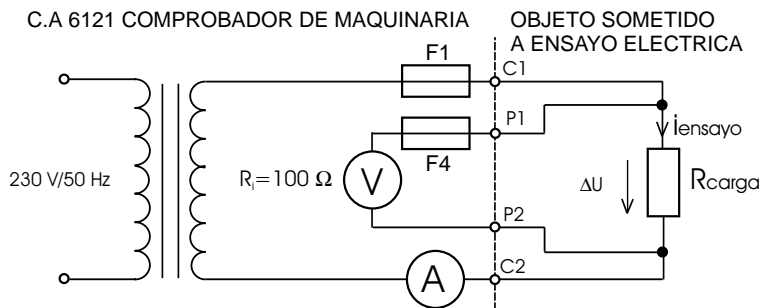 C.A 6121 COMPROBADOR DE MAQUINARIA
OBJETO SOMETIDO
A ENSAYO ELECTRICA
F1
C1
P1
iensayo
F4
230 V/50 Hz
Ri=100 Ω
V
ΔU
Rcarga
P2
C2
A